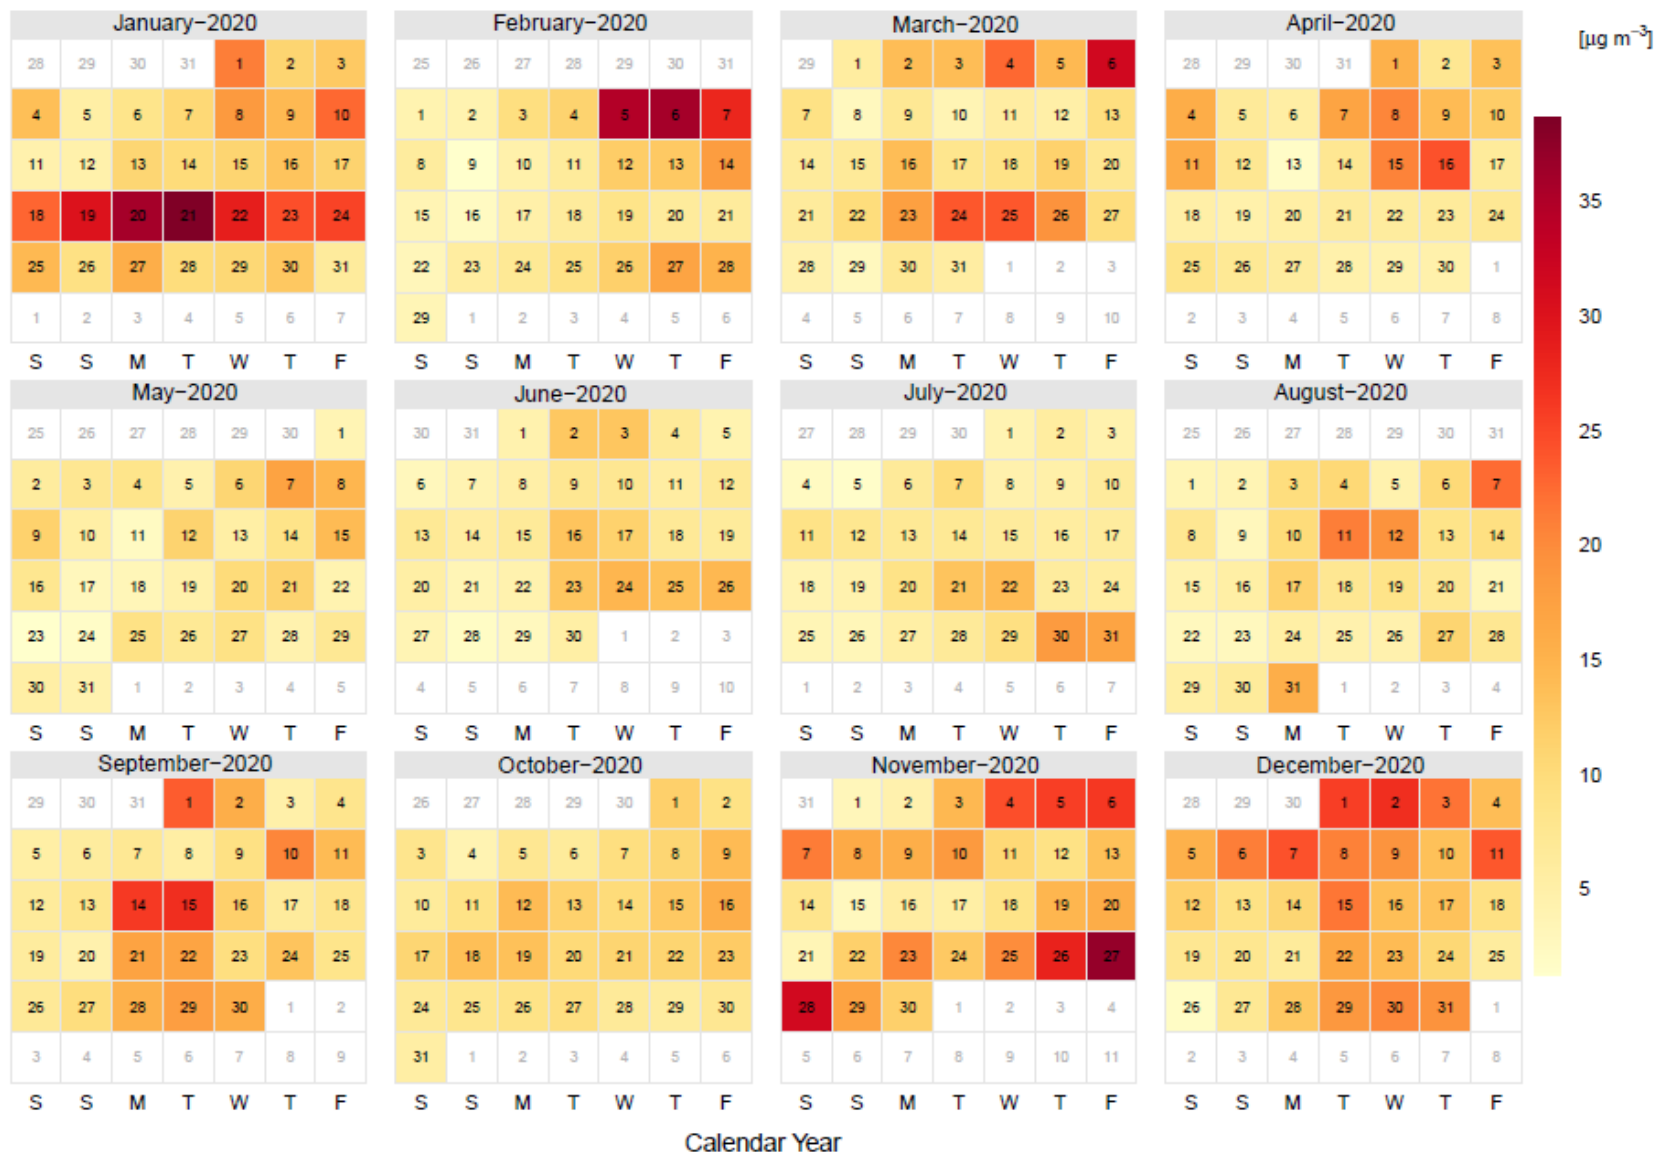 January−2020 February−2020 March−2020 April−2020
[µg m−3]
28 29 30 31 1 2 3 25 26 27 28 29 30 31 29 1 2 3 4 5 6 28 29 30 31 1 2 3
4 5 6 7 8 9 10 1 2 3 4 5 6 7 7 8 9 10 11 12 13 4 5 6 7 8 9 10
11 12 13 14 15 16 17 8 9 10 11 12 13 14 14 15 16 17 18 19 20 11 12 13 14 15 16 17
18 19 20 21 22 23 24 15 16 17 18 19 20 21 21 22 23 24 25 26 27 18 19 20 21 22 23 24
35
25 26 27 28 29 30 31 22 23 24 25 26 27 28 28 29 30 31 1 2 3 25 26 27 28 29 30 1
1 2 3 4 5 6 7 29 1 2 3 4 5 6 4 5 6 7 8 9 10 2 3 4 5 6 7 8
30
S S M T W T F S S M T W T F S S M T W T F S S M T W T F
May−2020 June−2020 July−2020 August−2020
25 26 27 28 29 30 1 30 31 1 2 3 4 5 27 28 29 30 1 2 3 25 26 27 28 29 30 31
25
2 3 4 5 6 7 8 6 7 8 9 10 11 12 4 5 6 7 8 9 10 1 2 3 4 5 6 7
9 10 11 12 13 14 15 13 14 15 16 17 18 19 11 12 13 14 15 16 17 8 9 10 11 12 13 14
20
16 17 18 19 20 21 22 20 21 22 23 24 25 26 18 19 20 21 22 23 24 15 16 17 18 19 20 21
23 24 25 26 27 28 29 27 28 29 30 1 2 3 25 26 27 28 29 30 31 22 23 24 25 26 27 28
15
30 31 1 2 3 4 5 4 5 6 7 8 9 10 1 2 3 4 5 6 7 29 30 31 1 2 3 4
S S M T W T F S S M T W T F S S M T W T F S S M T W T F
September−2020 October−2020 November−2020 December−2020
10
29 30 31 1 2 3 4 26 27 28 29 30 1 2 31 1 2 3 4 5 6 28 29 30 1 2 3 4
5 6 7 8 9 10 11 3 4 5 6 7 8 9 7 8 9 10 11 12 13 5 6 7 8 9 10 11
5
12 13 14 15 16 17 18 10 11 12 13 14 15 16 14 15 16 17 18 19 20 12 13 14 15 16 17 18
19 20 21 22 23 24 25 17 18 19 20 21 22 23 21 22 23 24 25 26 27 19 20 21 22 23 24 25
26 27 28 29 30 1 2 24 25 26 27 28 29 30 28 29 30 1 2 3 4 26 27 28 29 30 31 1
3 4 5 6 7 8 9 31 1 2 3 4 5 6 5 6 7 8 9 10 11 2 3 4 5 6 7 8
S S M T W T F S S M T W T F S S M T W T F S S M T W T F
Calendar Year